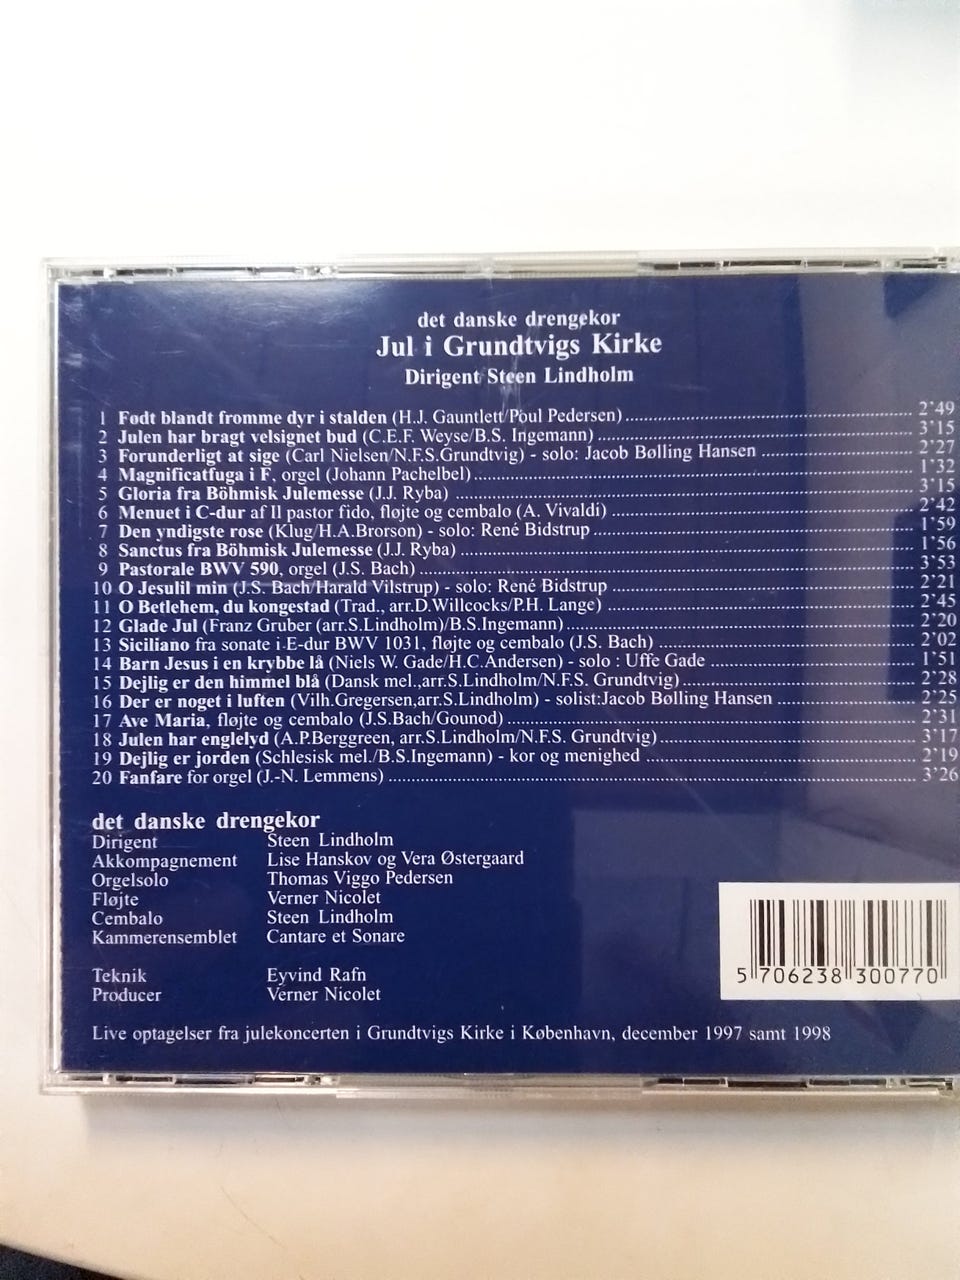 det danske drengekor
Jul i Grundtvigs Kirke
Dirigent Steen Lindholm
1 Født blandt fromme dyr i stalden (H.J. Gauntlett/Poul Pedersen) 2'49
2 Julen har bragt velsignet bud (C.E.F. Weyse/B.S. Ingemann) 3'15
3 Forunderligt at sige (Carl Nielsen/N.F.S.Grundtvig) - solo: Jacob Bølling Hansen 2'27
4 Magnificatfuga i F, orgel (Johann Pachelbel) 1'32
5 Gloria fra Böhmisk Julemesse (J.J. Ryba) 3'15
6 Menuet i C-dur af Il pastor fido, fløjte og cembalo (A. Vivaldi) 2'42
7 Den yndigste rose (Klug/H.A.Brorson) - solo: René Bidstrup 1'59
8 Sanctus fra Böhmisk Julemesse (J.J. Ryba) 1'56
9 Pastorale BWV 590, orgel (J.S. Bach) 3'53
10 O Jesulil min (J.S. Bach/Harald Vilstrup) - solo: René Bidstrup 2'21
11 O Betlehem, du kongestad (Trad., arr.D.Willcocks/P.H. Lange) 2'45
12 Glade Jul (Franz Gruber (arr.S.Lindholm)/B.S.Ingemann) 2'20
13 Siciliano fra sonate i E-dur BWV 1031, fløjte og cembalo (J.S. Bach) 2'02
14 Barn Jesus i en krybbe lå (Niels W. Gade/H.C.Andersen) - solo : Uffe Gade 1'51
15 Dejlig er den himmel blå (Dansk mel.,arr.S.Lindholm/N.F.S. Grundtvig) 2'28
16 Der er noget i luften (Vilh.Gregersen,arr.S.Lindholm) - solist:Jacob Bølling Hansen 2'25
17 Ave Maria, fløjte og cembalo (J.S.Bach/Gounod) 2'31
18 Julen har englelyd (A.P.Berggreen, arr.S.Lindholm/N.F.S. Grundtvig) 3'17
19 Dejlig er jorden (Schlesisk mel./B.S.Ingemann) - kor og menighed 2'19
20 Fanfare for orgel (J.-N. Lemmens) 3'26
det danske drengekor
Dirigent Steen Lindholm
Akkompagnement Lise Hanskov og Vera Østergaard
Orgelsolo Thomas Viggo Pedersen
Fløjte Verner Nicolet
Cembalo Steen Lindholm
Kammerensemblet Cantare et Sonare
Teknik Eyvind Rafn
Producer Verner Nicolet
5 706238 300770
Live optagelser fra julekoncerten i Grundtvigs Kirke i København, december 1997 samt 1998